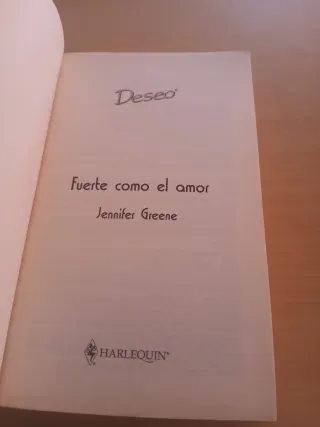 Deseo®
Fuerte como el amor
Jennifer Greene
HARLEQUIN®